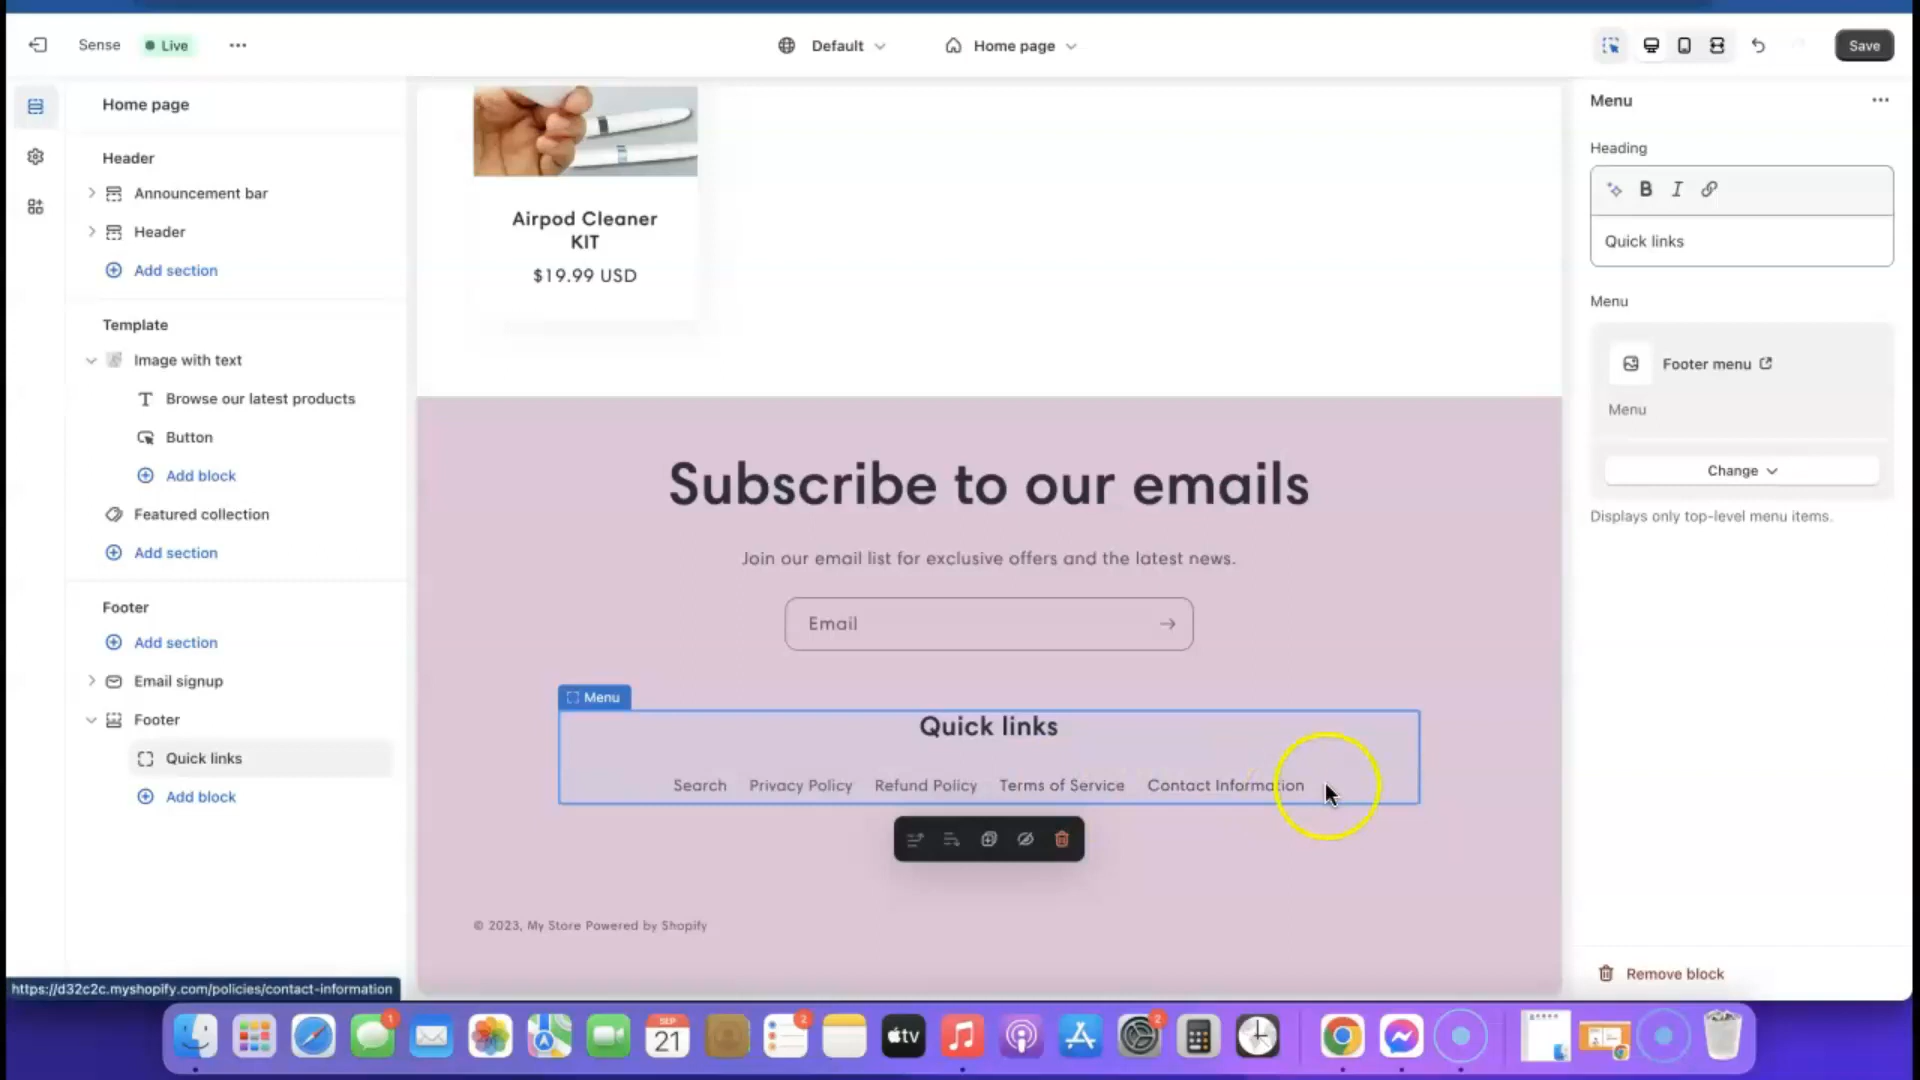 Sense
Live
Default
Home page
Save
Home page
Header
Announcement bar
Header
Add section
Template
Image with text
Browse our latest products
Button
Add block
Featured collection
Add section
Footer
Add section
Email signup
Footer
Quick links
Add block
https://d32c2c.myshopify.com/policies/contact-information
Airpod Cleaner
KIT
$19.99 USD
Subscribe to our emails
Join our email list for exclusive offers and the latest news.
Email
Menu
Quick links
Search Privacy Policy Refund Policy Terms of Service Contact Information
© 2023, My Store Powered by Shopify
Menu
Heading
B I
Quick links
Menu
Footer menu
Menu
Change
Displays only top-level menu items.
Remove block
1
SEP
21
2
tv
2